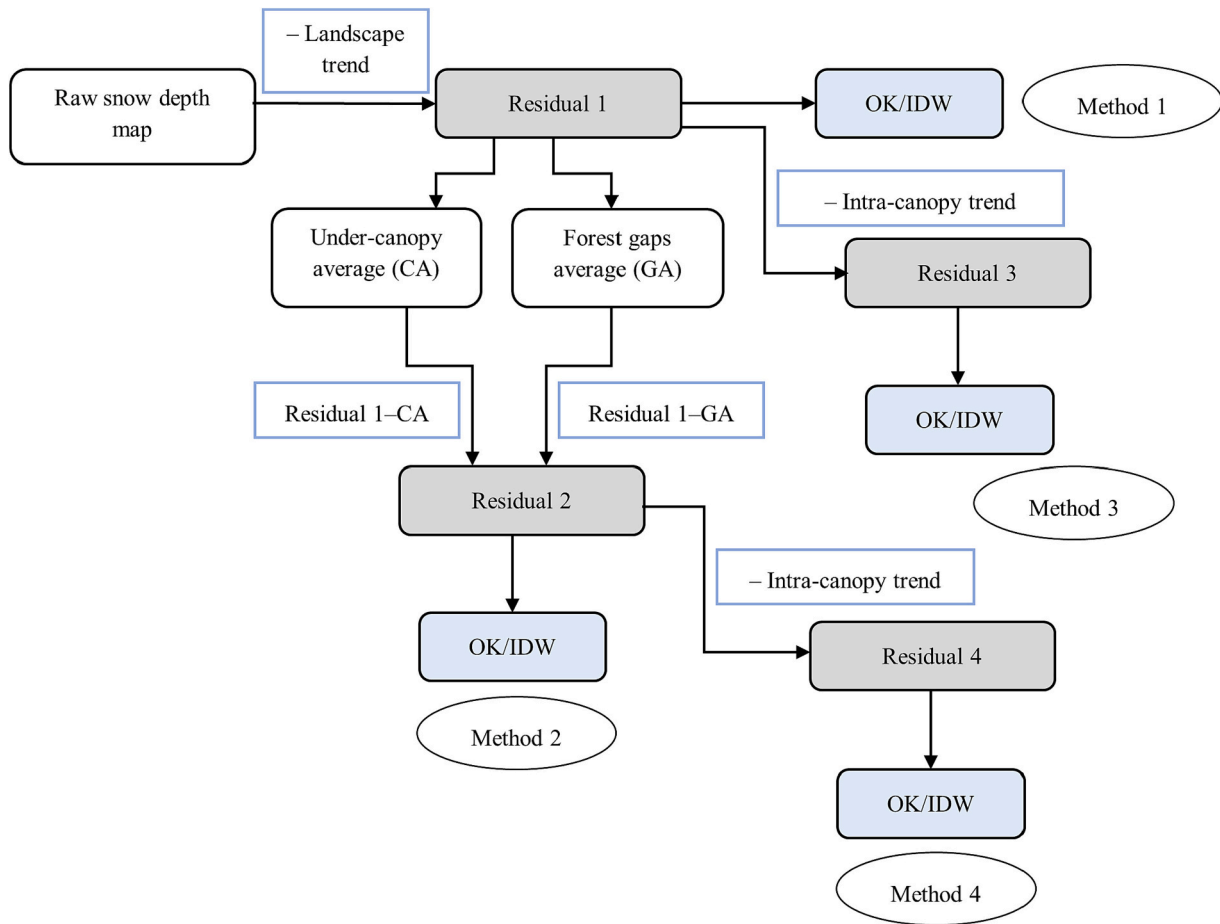 – Landscape
trend
Raw snow depth
map
Residual 1
OK/IDW
Method 1
– Intra-canopy trend
Under-canopy
average (CA)
Forest gaps
average (GA)
Residual 3
Residual 1–CA
Residual 1–GA
OK/IDW
Residual 2
Method 3
– Intra-canopy trend
OK/IDW
Residual 4
Method 2
OK/IDW
Method 4